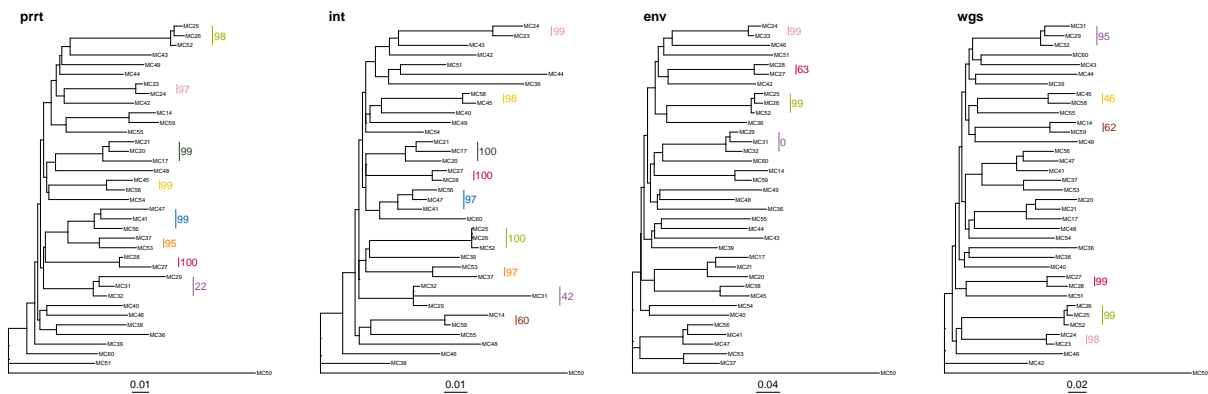 prrt
MC25
MC26
MC52
98
MC43
MC49
MC44
MC23
MC24
97
MC42
MC14
MC59
MC55
MC21
MC20
MC17
99
MC48
MC45
MC58
99
MC54
MC47
MC41
MC56
99
MC37
MC53
95
MC28
MC27
100
MC29
MC31
MC32
22
MC40
MC46
MC38
MC36
MC39
MC60
MC51
MC50
0.01
int
MC24
MC23
99
MC43
MC42
MC51
MC44
MC36
MC58
MC45
98
MC40
MC49
MC54
MC21
MC17
MC20
100
MC27
MC28
100
MC56
MC47
MC41
97
MC60
MC25
MC26
MC52
100
MC39
MC53
MC37
97
MC32
MC31
MC29
42
MC14
MC59
60
MC55
MC48
MC46
MC38
MC50
0.01
env
MC24
MC23
99
MC46
MC51
MC28
MC27
63
MC42
MC25
MC26
MC52
99
MC38
MC29
MC31
MC32
0
MC60
MC14
MC59
MC49
MC48
MC36
MC55
MC44
MC43
MC39
MC17
MC21
MC20
MC58
MC45
MC54
MC40
MC56
MC41
MC47
MC53
MC37
MC50
0.04
wgs
MC31
MC29
MC32
95
MC60
MC43
MC44
MC39
MC45
MC58
46
MC55
MC14
MC59
62
MC49
MC56
MC47
MC41
MC37
MC53
MC20
MC21
MC17
MC48
MC54
MC36
MC38
MC40
MC27
MC28
99
MC51
MC26
MC25
MC52
99
MC24
MC23
98
MC46
MC42
MC50
0.02